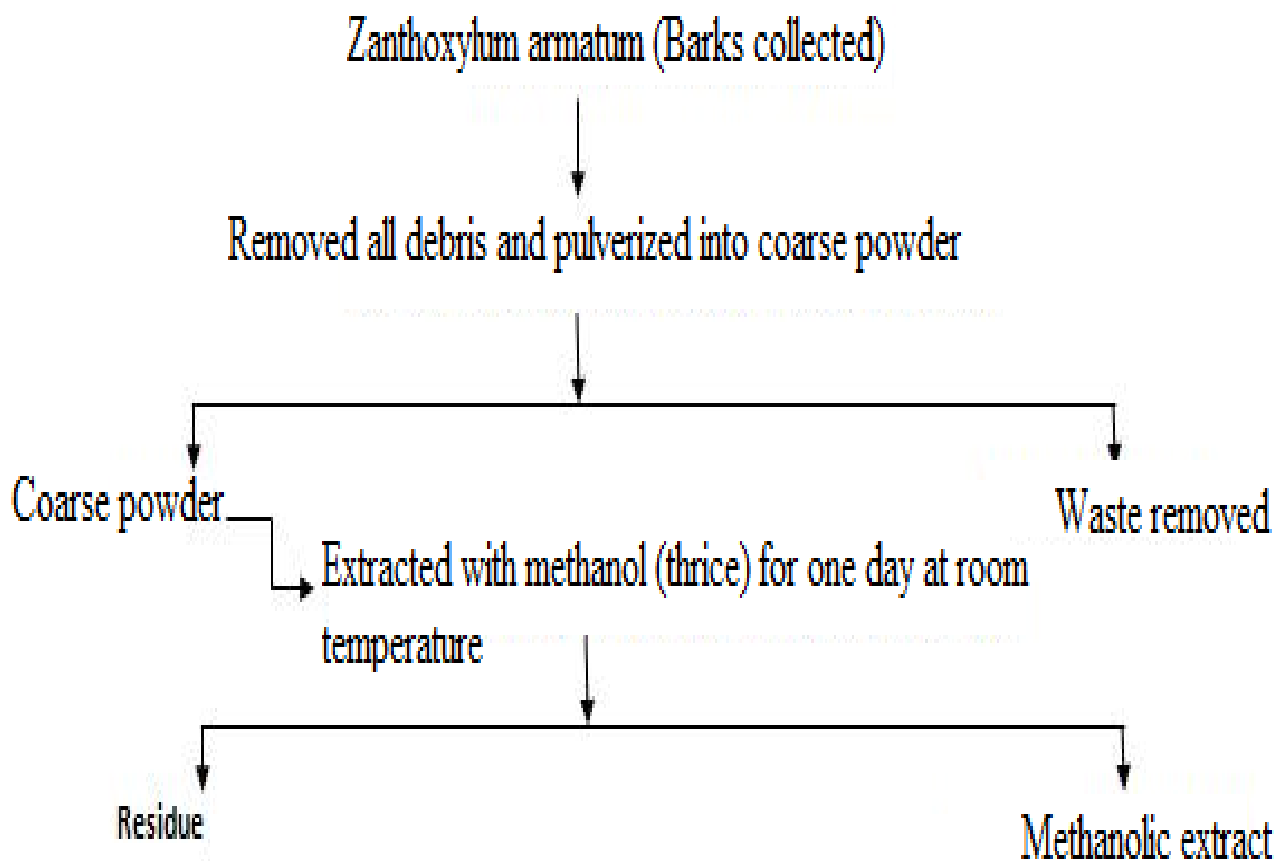 Zanthoxylum armatum (Barks collected)
Removed all debris and pulverized into coarse powder
Coarse powder
Waste removed
Extracted with methanol (thrice) for one day at room
temperature
Residue
Methanolic extract